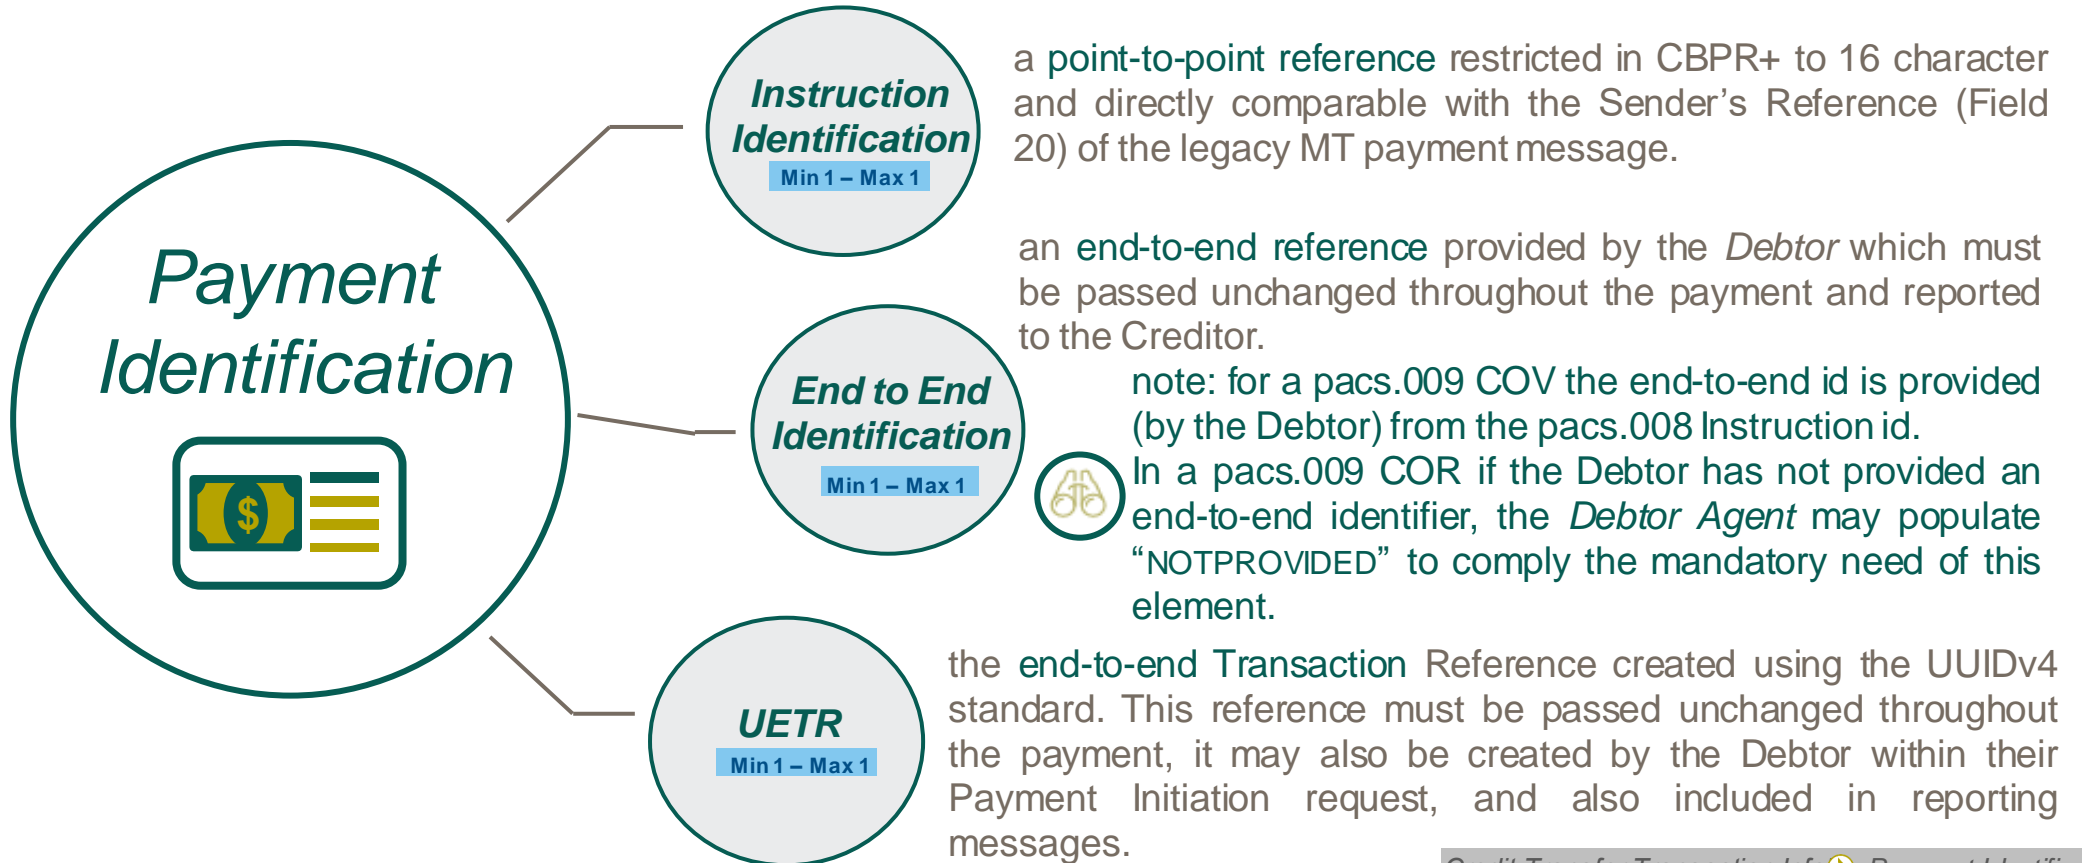 Payment
Identification
$
Instruction
Identification
Min 1 – Max 1
a point-to-point reference restricted in CBPR+ to 16 character
and directly comparable with the Sender’s Reference (Field
20) of the legacy MT payment message.
End to End
Identification
Min 1 – Max 1
an end-to-end reference provided by the Debtor which must
be passed unchanged throughout the payment and reported
to the Creditor.
note: for a pacs.009 COV the end-to-end id is provided
(by the Debtor) from the pacs.008 Instruction id.
In a pacs.009 COR if the Debtor has not provided an
end-to-end identifier, the Debtor Agent may populate
“NOTPROVIDED” to comply the mandatory need of this
element.
UETR
Min 1 – Max 1
the end-to-end Transaction Reference created using the UUIDv4
standard. This reference must be passed unchanged throughout
the payment, it may also be created by the Debtor within their
Payment Initiation request, and also included in reporting
messages.
Credit Transfer Transaction Inf Payment Identific